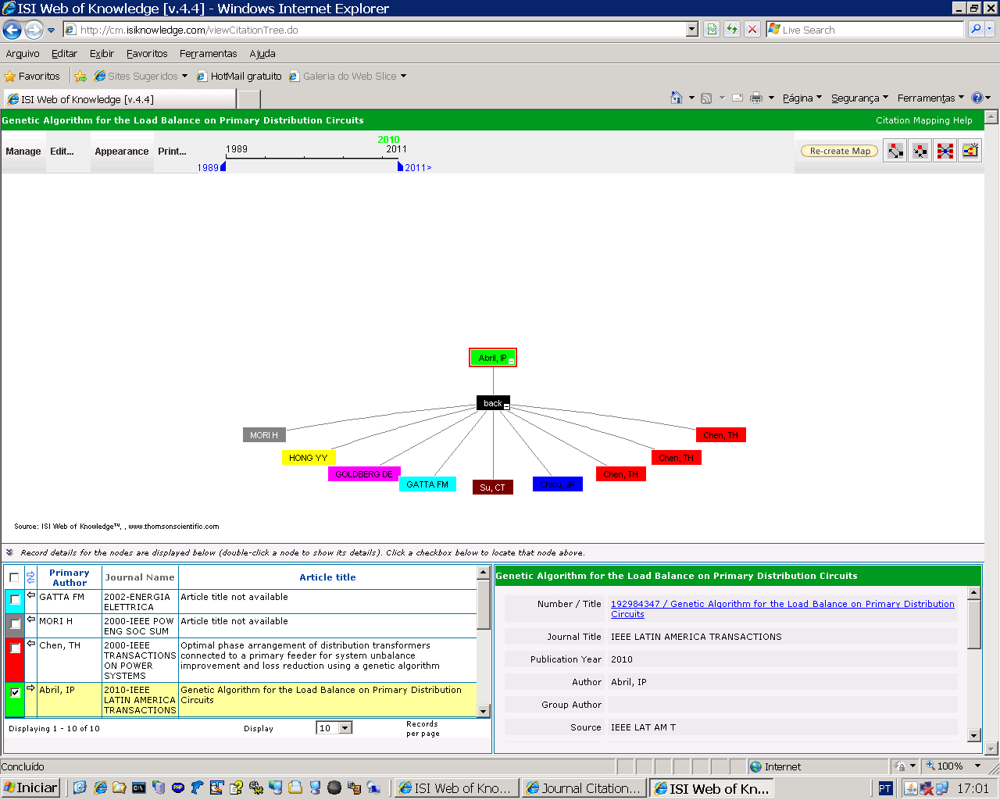 ISI Web of Knowledge [v.4.4] - Windows Internet Explorer
http://cm.isiknowledge.com/viewCitationTree.do
Live Search
Arquivo Editar Exibir Favoritos Ferramentas Ajuda
Favoritos Sites Sugeridos HotMail gratuito Galeria do Web Slice
ISI Web of Knowledge [v.4.4] Página Segurança Ferramentas
Genetic Algorithm for the Load Balance on Primary Distribution Circuits Citation Mapping Help
2010
Manage Edit... Appearance Print... 1989 2011 Re-create Map
1989 2011>
Abril, IP
back
MORI H Chen, TH
HONG YY Chen, TH
GOLDBERG DE Chen, TH
GATTA FM Su, CT Chiou, JP
Source: ISI Web of Knowledge™, , www.thomsonscientific.com
Record details for the nodes are displayed below (double-click a node to show its details). Click a checkbox below to locate that node above.
Primary Author Journal Name Article title
GATTA FM 2002-ENERGIA ELETTRICA Article title not available
MORI H 2000-IEEE POW ENG SOC SUM Article title not available
Chen, TH 2000-IEEE TRANSACTIONS ON POWER SYSTEMS Optimal phase arrangement of distribution transformers connected to a primary feeder for system unbalance improvement and loss reduction using a genetic algorithm
Abril, IP 2010-IEEE LATIN AMERICA TRANSACTIONS Genetic Algorithm for the Load Balance on Primary Distribution Circuits
Displaying 1 - 10 of 10 Display 10 Records per page
Genetic Algorithm for the Load Balance on Primary Distribution Circuits
Number / Title 192984347 / Genetic Algorithm for the Load Balance on Primary Distribution
Circuits
Journal Title IEEE LATIN AMERICA TRANSACTIONS
Publication Year 2010
Author Abril, IP
Group Author
Source IEEE LAT AM T
Concluído Internet 100%
Iniciar ISI Web of Kno... Journal Citation... ISI Web of Kn... PT 17:01